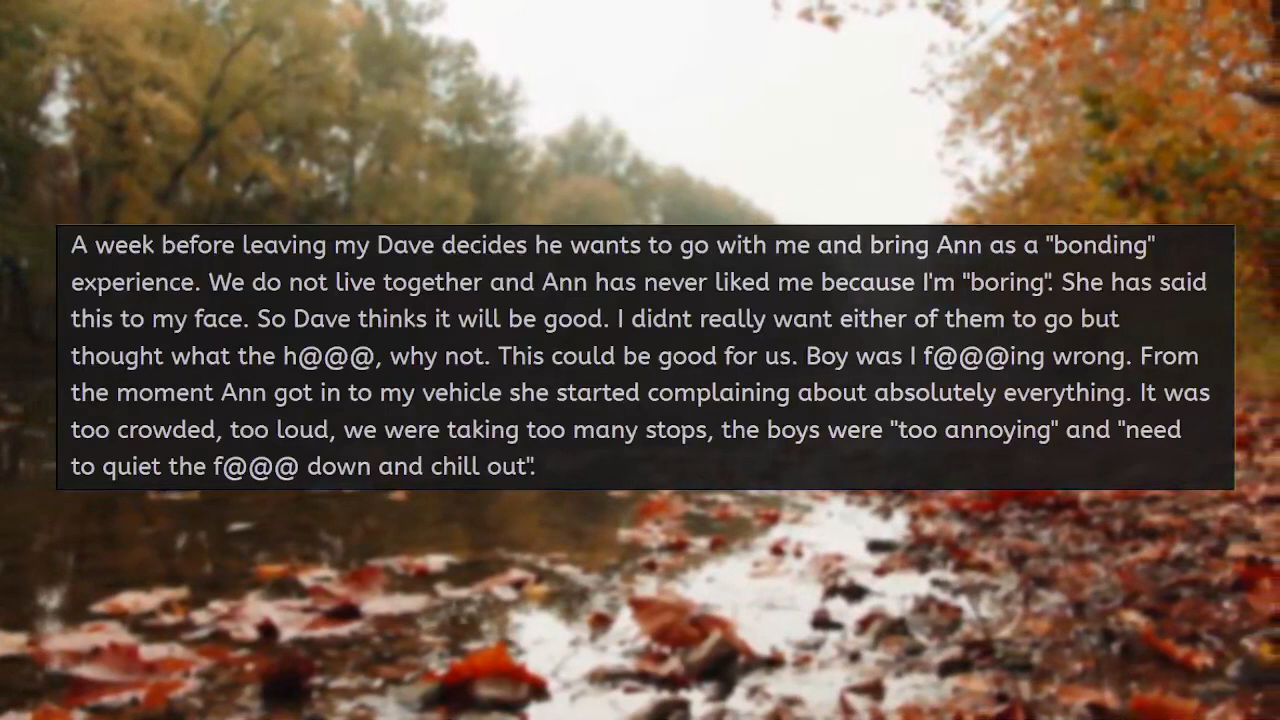 A week before leaving my Dave decides he wants to go with me and bring Ann as a "bonding"
experience. We do not live together and Ann has never liked me because I'm "boring". She has said
this to my face. So Dave thinks it will be good. I didnt really want either of them to go but
thought what the h@@@, why not. This could be good for us. Boy was I f@@@ing wrong. From
the moment Ann got in to my vehicle she started complaining about absolutely everything. It was
too crowded, too loud, we were taking too many stops, the boys were "too annoying" and "need
to quiet the f@@@ down and chill out".